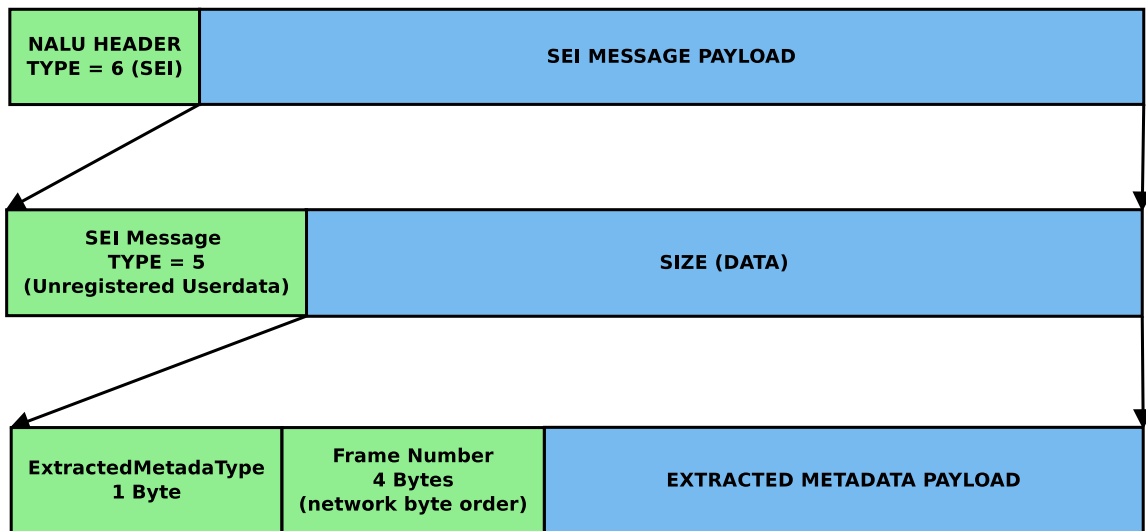 NALU HEADER
TYPE = 6 (SEI)
SEI MESSAGE PAYLOAD
SEI Message
TYPE = 5
(Unregistered Userdata)
SIZE (DATA)
ExtractedMetadaType
1 Byte
Frame Number
4 Bytes
(network byte order)
EXTRACTED METADATA PAYLOAD